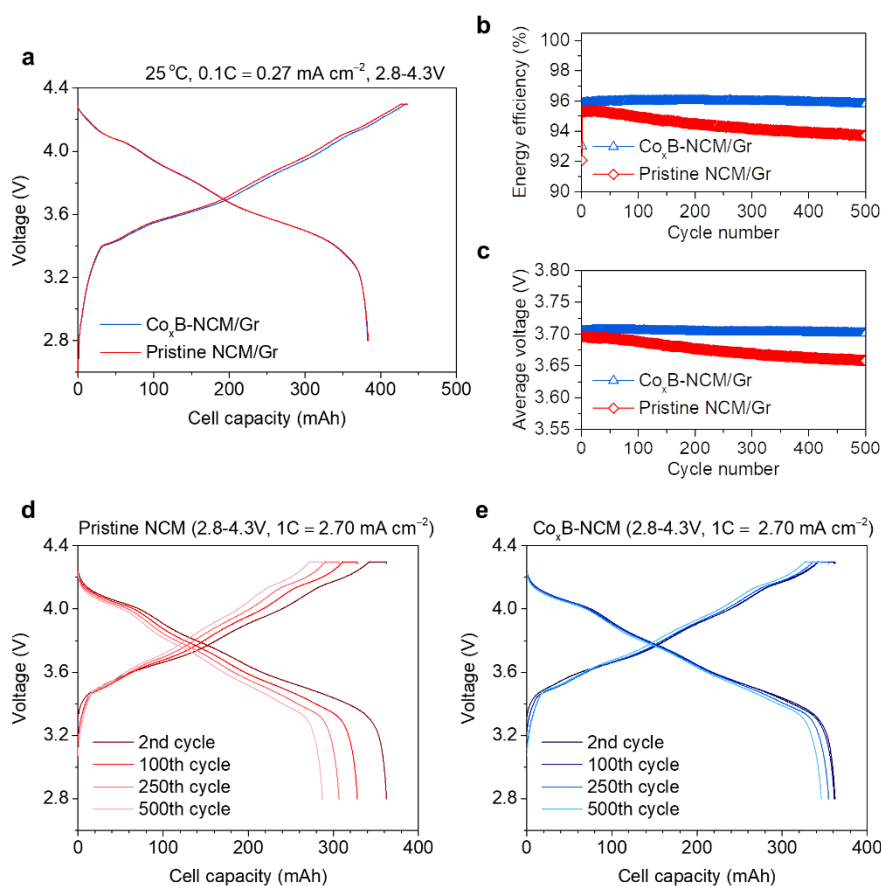 a
25 °C, 0.1C = 0.27 mA cm⁻², 2.8-4.3V
4.4
4.0
3.6
3.2
2.8
Voltage (V)
CoₓB-NCM/Gr
Pristine NCM/Gr
0 100 200 300 400 500
Cell capacity (mAh)
b
100
98
96
94
92
90
Energy efficiency (%)
CoₓB-NCM/Gr
Pristine NCM/Gr
0 100 200 300 400 500
Cycle number
c
3.80
3.75
3.70
3.65
3.60
3.55
Average voltage (V)
CoₓB-NCM/Gr
Pristine NCM/Gr
0 100 200 300 400 500
Cycle number
d
Pristine NCM (2.8-4.3V, 1C = 2.70 mA cm⁻²)
4.4
4.0
3.6
3.2
2.8
Voltage (V)
2nd cycle
100th cycle
250th cycle
500th cycle
0 100 200 300 400
Cell capacity (mAh)
e
CoₓB-NCM (2.8-4.3V, 1C = 2.70 mA cm⁻²)
4.4
4.0
3.6
3.2
2.8
Voltage (V)
2nd cycle
100th cycle
250th cycle
500th cycle
0 100 200 300 400
Cell capacity (mAh)